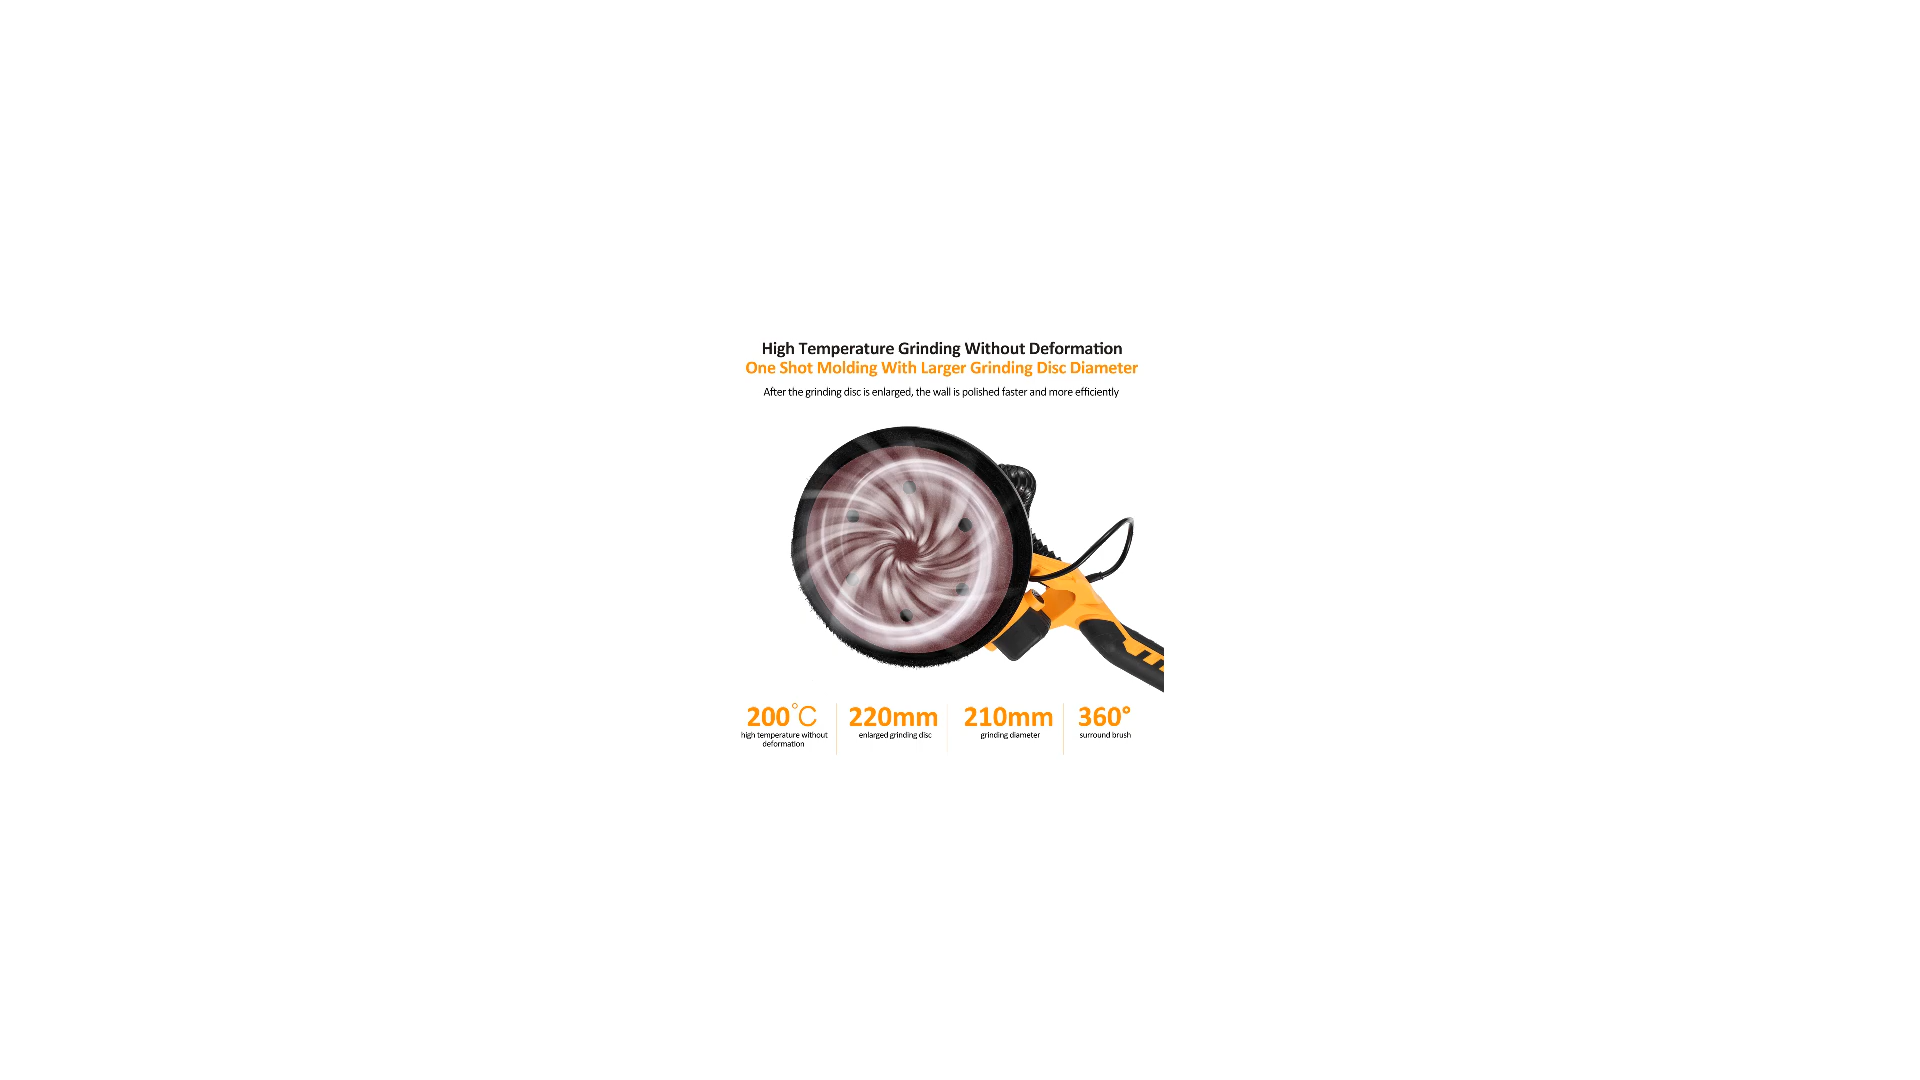 High Temperature Grinding Without Deformation
One Shot Molding With Larger Grinding Disc Diameter
After the grinding disc is enlarged, the wall is polished faster and more efficiently
200℃
high temperature without
deformation
220mm
enlarged grinding disc
210mm
grinding diameter
360°
surround brush